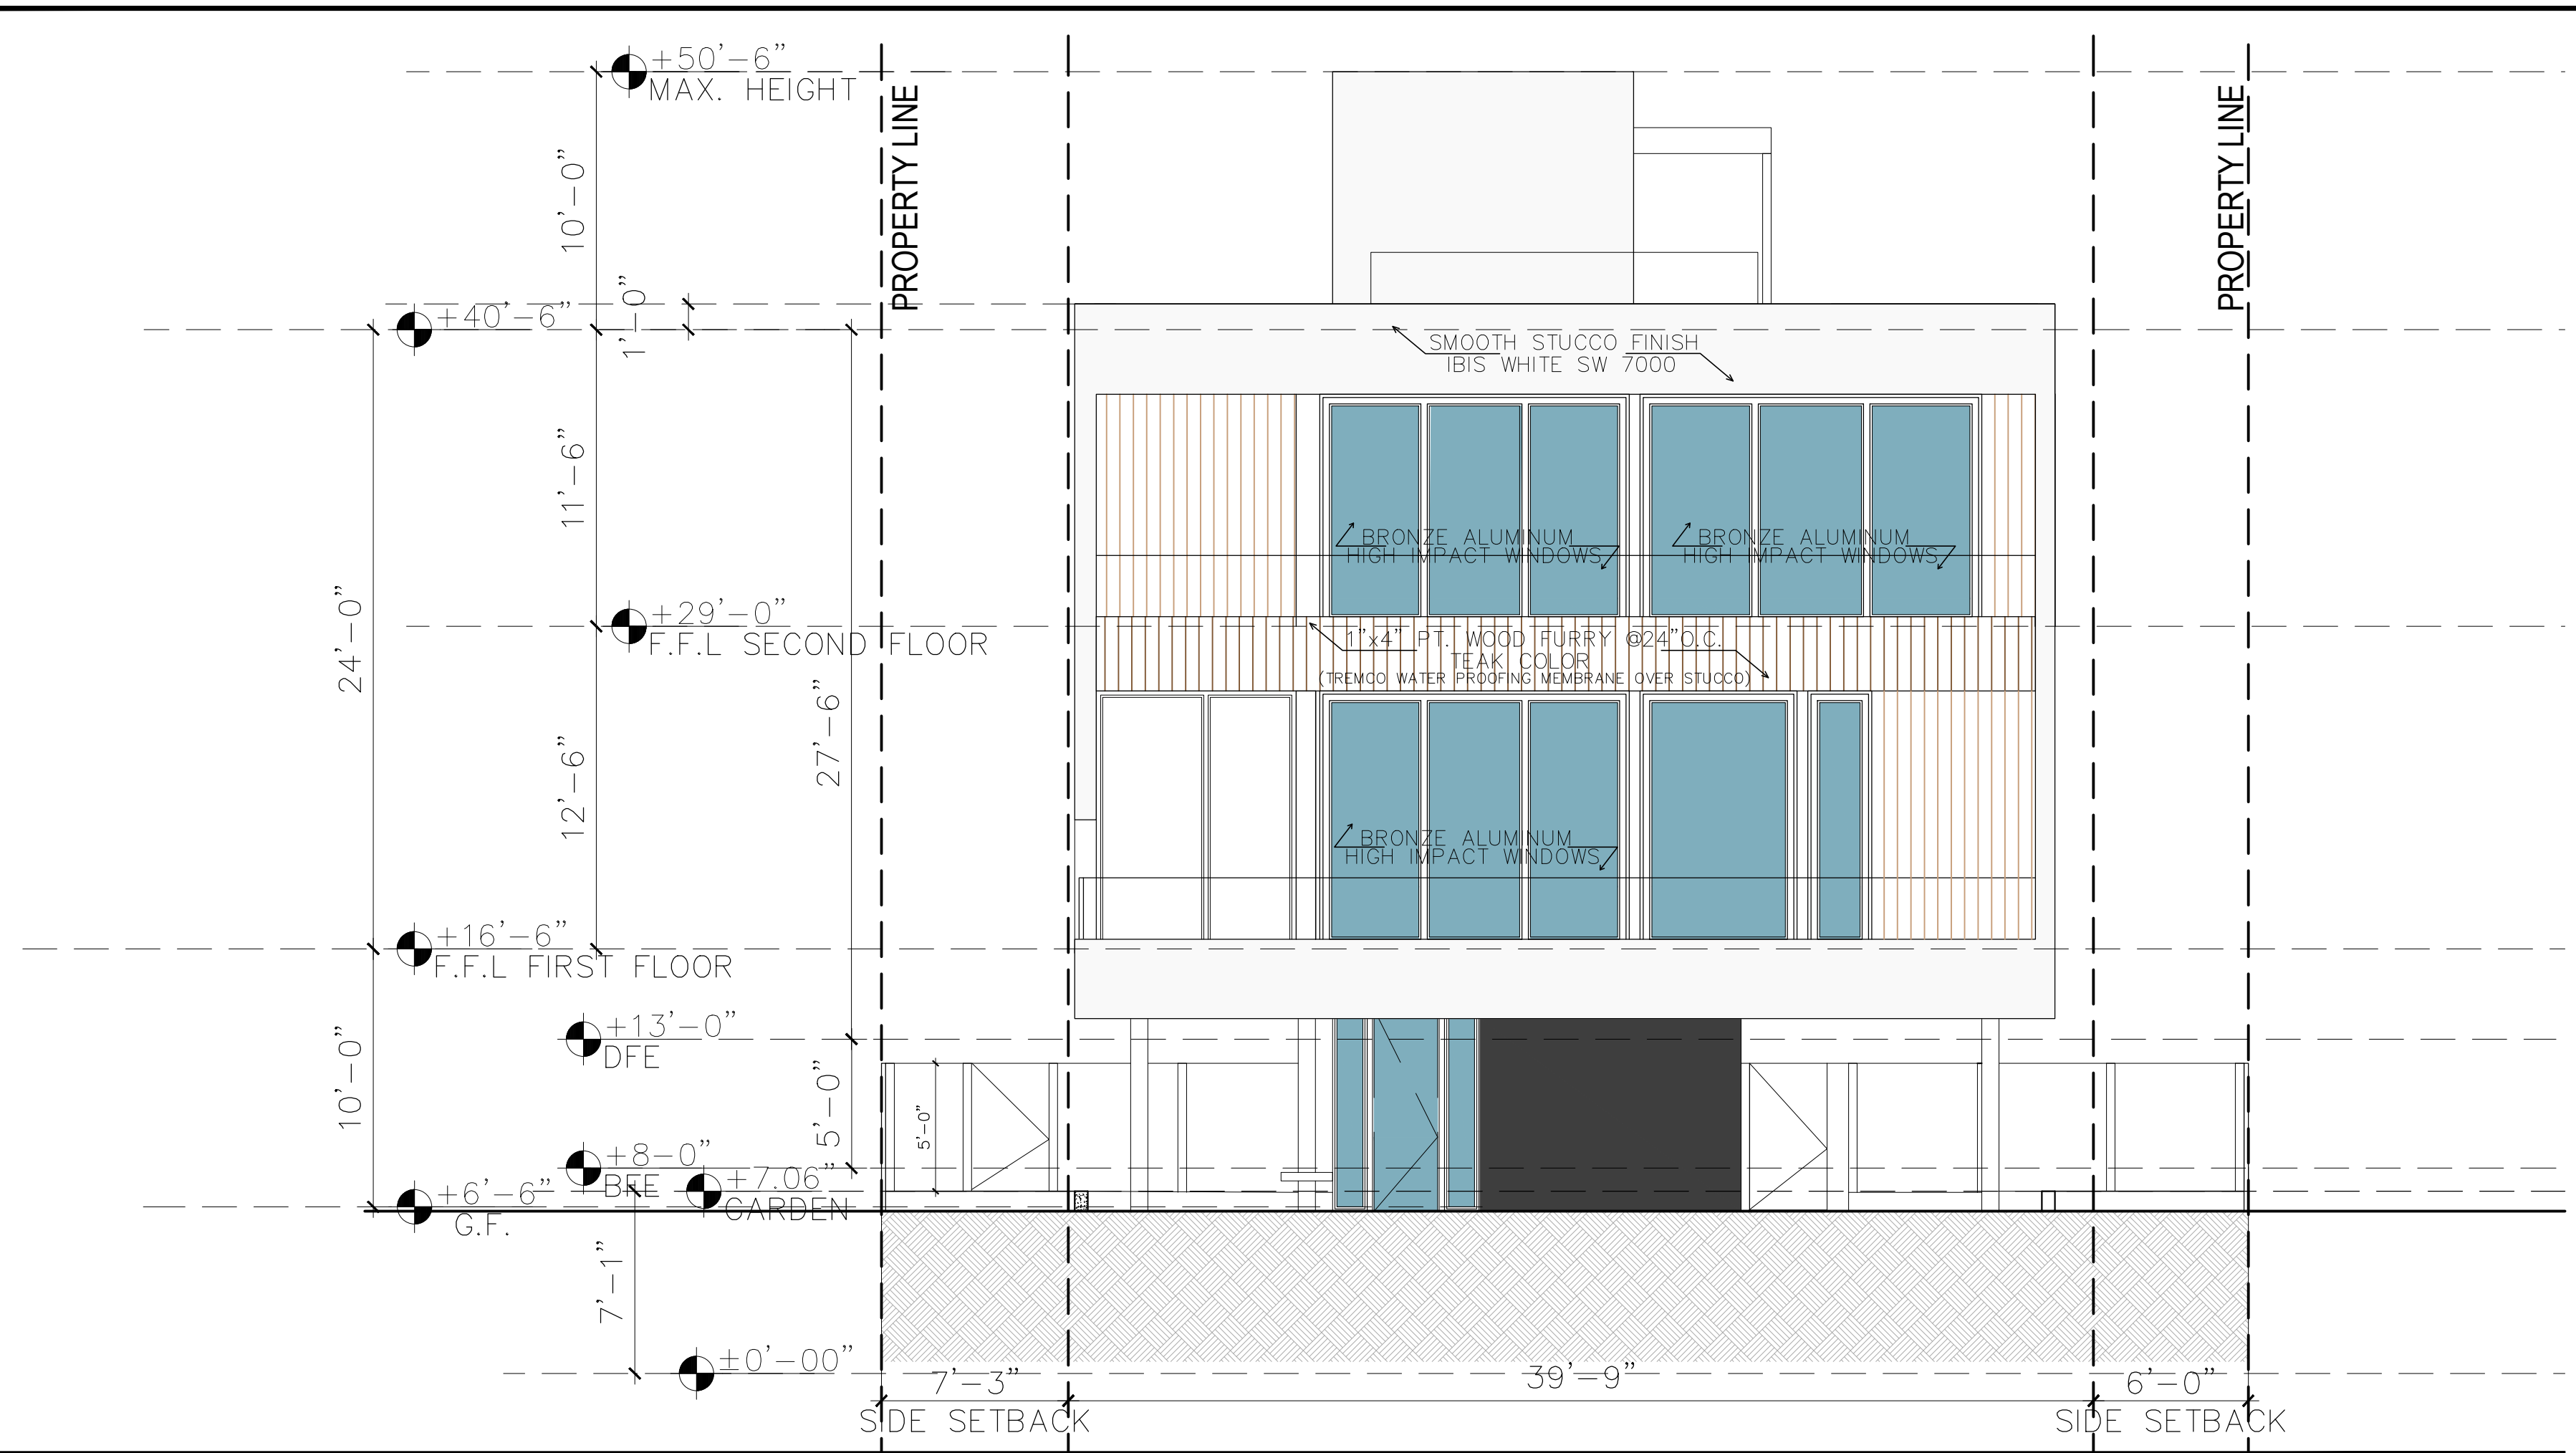 +50'-6"
MAX. HEIGHT
PROPERTY LINE
PROPERTY LINE
10'-0"
1'-0"
+40'-6"
SMOOTH STUCCO FINISH
IBIS WHITE SW 7000
11'-6"
BRONZE ALUMINUM
HIGH IMPACT WINDOWS
BRONZE ALUMINUM
HIGH IMPACT WINDOWS
24'-0"
+29'-0"
F.F.L SECOND FLOOR
1"x4" PT. WOOD FURRY @24"O.C.
TEAK COLOR
(TREMCO WATER PROOFING MEMBRANE OVER STUCCO)
27'-6"
12'-6"
BRONZE ALUMINUM
HIGH IMPACT WINDOWS
+16'-6"
F.F.L FIRST FLOOR
+13'-0"
DFE
10'-0"
5'-0"
5'-0"
+8-0"
BFE
+7.06"
GARDEN
+6'-6"
G.F.
7'-1"
±0'-00"
7'-3"
39'-9"
6'-0"
SIDE SETBACK
SIDE SETBACK